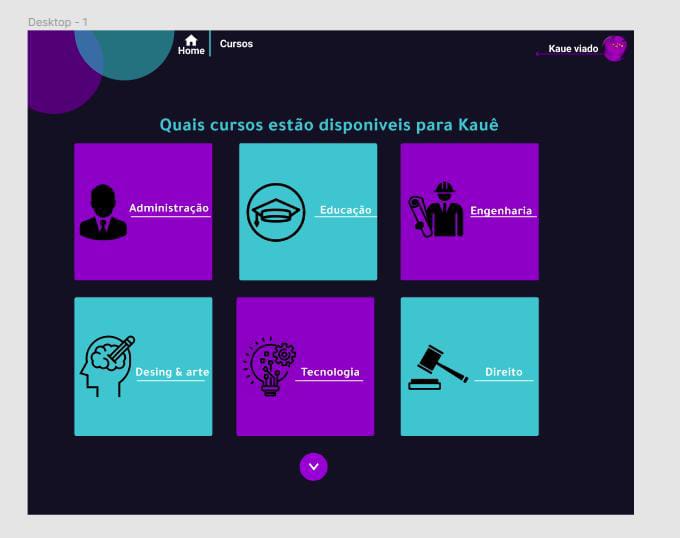 Desktop - 1
Home
Cursos
Kaue viado
Quais cursos estão disponiveis para Kauê
Administração
Educação
Engenharia
Desing & arte
Tecnologia
Direito